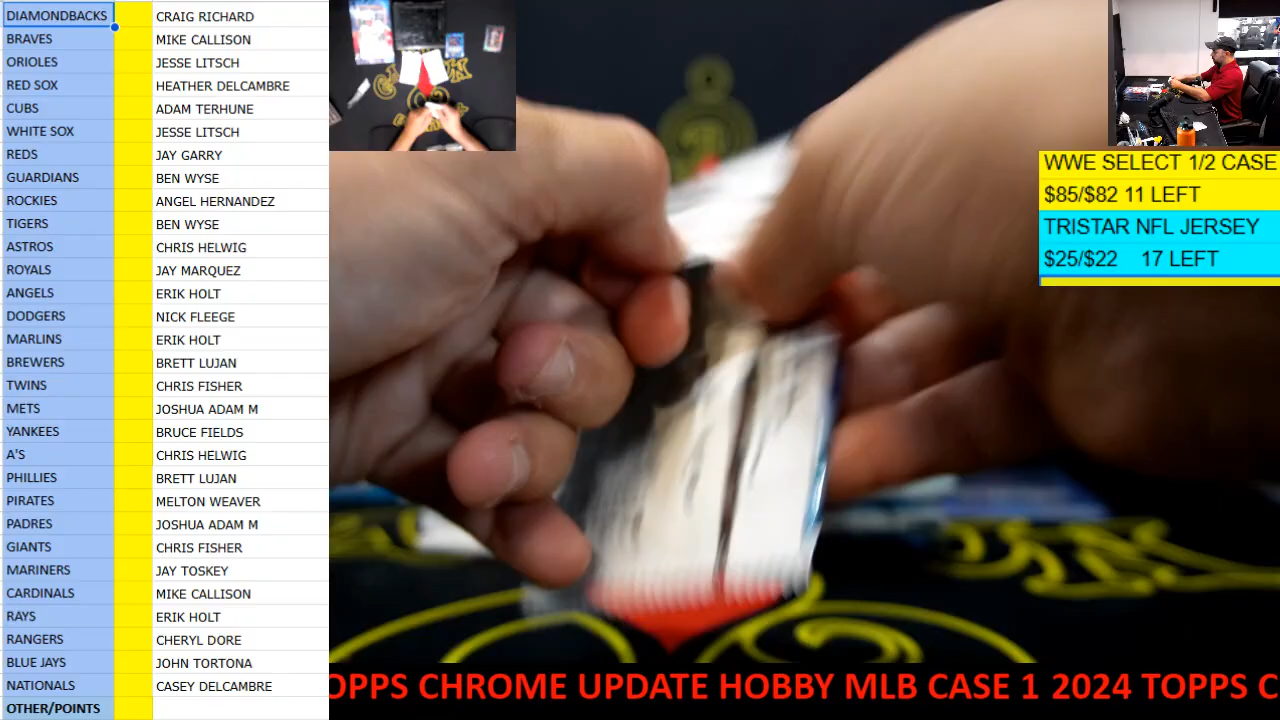 DIAMONDBACKS CRAIG RICHARD
BRAVES MIKE CALLISON
ORIOLES JESSE LITSCH
RED SOX HEATHER DELCAMBRE
CUBS ADAM TERHUNE
WHITE SOX JESSE LITSCH
REDS JAY GARRY
GUARDIANS BEN WYSE
ROCKIES ANGEL HERNANDEZ
TIGERS BEN WYSE
ASTROS CHRIS HELWIG
ROYALS JAY MARQUEZ
ANGELS ERIK HOLT
DODGERS NICK FLEEGE
MARLINS ERIK HOLT
BREWERS BRETT LUJAN
TWINS CHRIS FISHER
METS JOSHUA ADAM M
YANKEES BRUCE FIELDS
A'S CHRIS HELWIG
PHILLIES BRETT LUJAN
PIRATES MELTON WEAVER
PADRES JOSHUA ADAM M
GIANTS CHRIS FISHER
MARINERS JAY TOSKEY
CARDINALS MIKE CALLISON
RAYS ERIK HOLT
RANGERS CHERYL DORE
BLUE JAYS JOHN TORTONA
NATIONALS CASEY DELCAMBRE
OTHER/POINTS
WWE SELECT 1/2 CASE
$85/$82 11 LEFT
TRISTAR NFL JERSEY
$25/$22 17 LEFT
OPPS CHROME UPDATE HOBBY MLB CASE 1 2024 TOPPS C